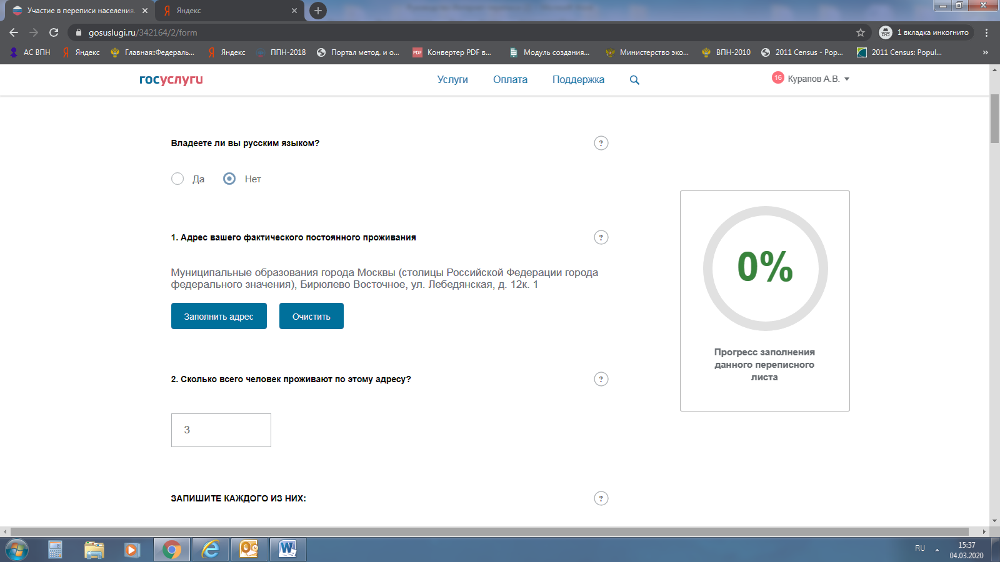 Участие в переписи населения.
Яндекс
gosuslugi.ru/342164/2/form
1 вкладка инкогнито
АС ВПН
Яндекс
Главная::Федераль...
Яндекс
ППН-2018
Портал метод. и о...
PDF
Конвертер PDF в...
Модуль создания...
Министерство эко...
ВПН-2010
2011 Census - Pop...
2011 Census: Popul...
»
госуслуги
Услуги
Оплата
Поддержка
16
Курапов А.В.
Владеете ли вы русским языком?
?
Да
Нет
1. Адрес вашего фактического постоянного проживания
?
Муниципальные образования города Москвы (столицы Российской Федерации города
федерального значения), Бирюлево Восточное, ул. Лебедянская, д. 12к. 1
Заполнить адрес
Очистить
0%
Прогресс заполнения
данного переписного
листа
2. Сколько всего человек проживают по этому адресу?
?
3
ЗАПИШИТЕ КАЖДОГО ИЗ НИХ:
?
RU
15:37
04.03.2020